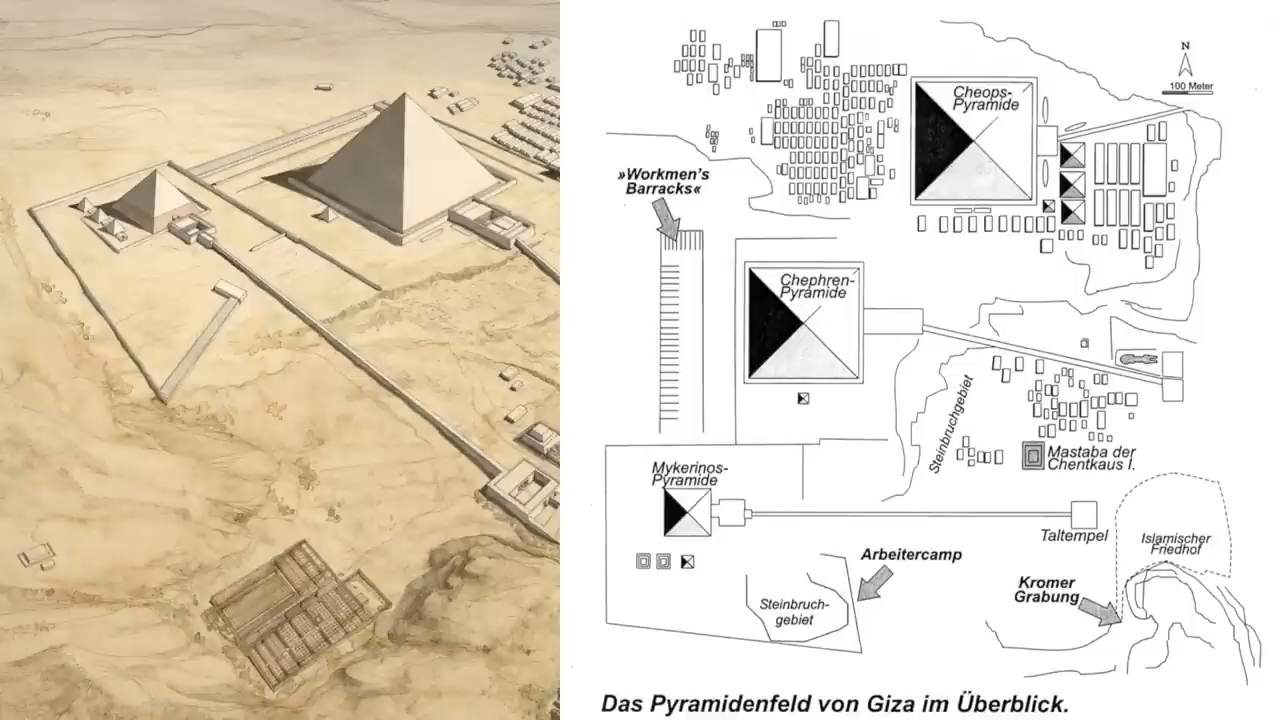 N
100 Meter
Cheops-
Pyramide
»Workmen's
Barracks«
Chephren-
Pyramide
Steinbruchgebiet
Mastaba der
Chentkaus I.
Mykerinos-
Pyramide
Taltempel
Islamischer
Friedhof
Arbeitercamp
Kromer
Grabung
Steinbruch-
gebiet
Das Pyramidenfeld von Giza im Überblick.